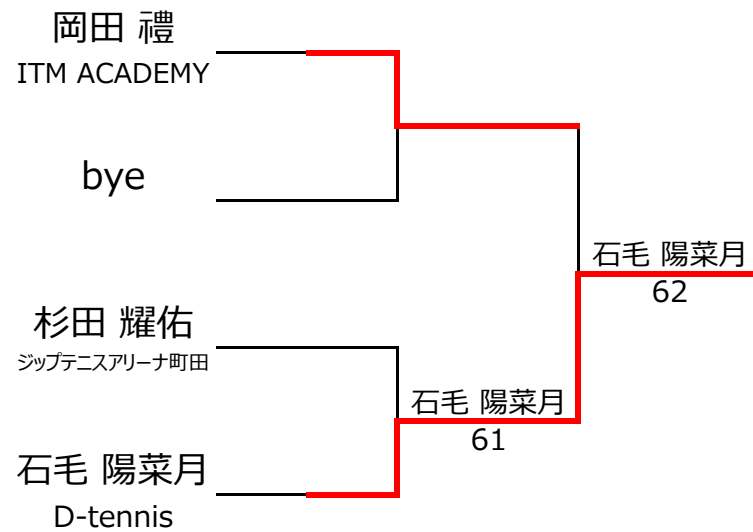 岡田 禮
ITM ACADEMY
bye
石毛 陽菜月
62
杉田 耀佑
ジップテニスアリーナ町田
石毛 陽菜月
61
石毛 陽菜月
D-tennis